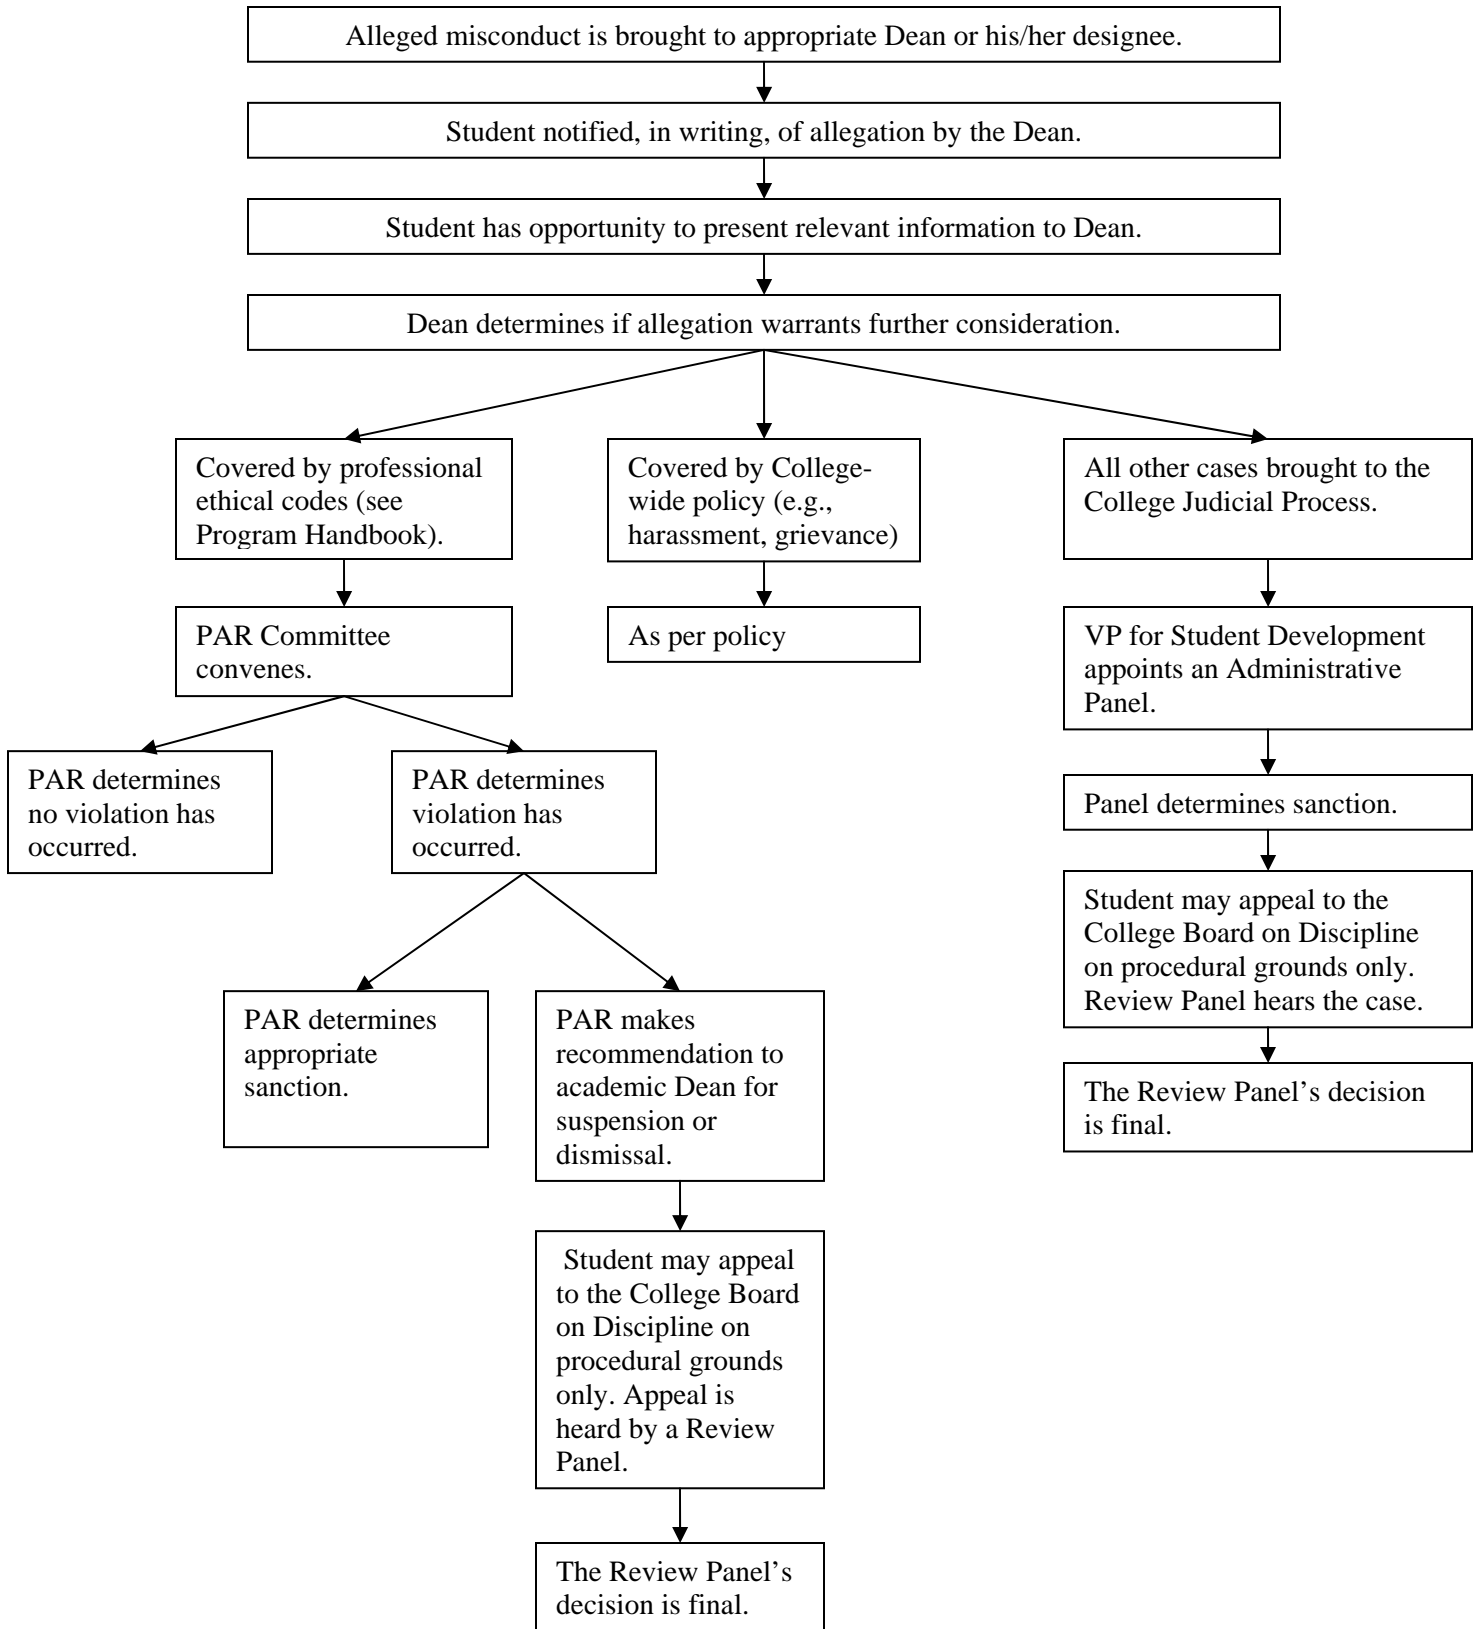 Alleged misconduct is brought to appropriate Dean or his/her designee.
Student notified, in writing, of allegation by the Dean.
Student has opportunity to present relevant information to Dean.
Dean determines if allegation warrants further consideration.
Covered by professional
ethical codes (see
Program Handbook).
Covered by College-
wide policy (e.g.,
harassment, grievance)
All other cases brought to the
College Judicial Process.
PAR Committee
convenes.
As per policy
VP for Student Development
appoints an Administrative
Panel.
PAR determines
no violation has
occurred.
PAR determines
violation has
occurred.
Panel determines sanction.
Student may appeal to the
College Board on Discipline
on procedural grounds only.
Review Panel hears the case.
PAR determines
appropriate
sanction.
PAR makes
recommendation to
academic Dean for
suspension or
dismissal.
The Review Panel’s decision
is final.
Student may appeal
to the College Board
on Discipline on
procedural grounds
only. Appeal is
heard by a Review
Panel.
The Review Panel’s
decision is final.